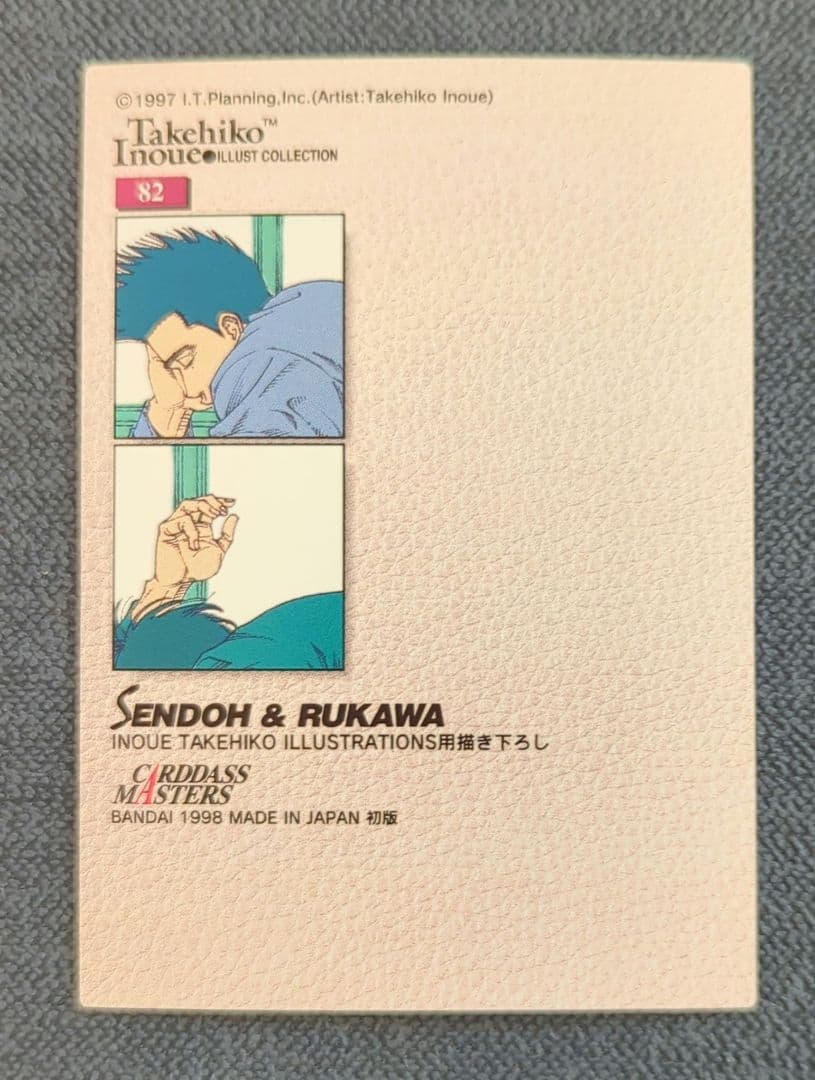 ©1997 I.T.Planning,Inc.(Artist:Takehiko Inoue)
Takehiko™
Inoue●ILLUST COLLECTION
82
SENDOH & RUKAWA
INOUE TAKEHIKO ILLUSTRATIONS用描き下ろし
CARDDASS
MASTERS
BANDAI 1998 MADE IN JAPAN 初版